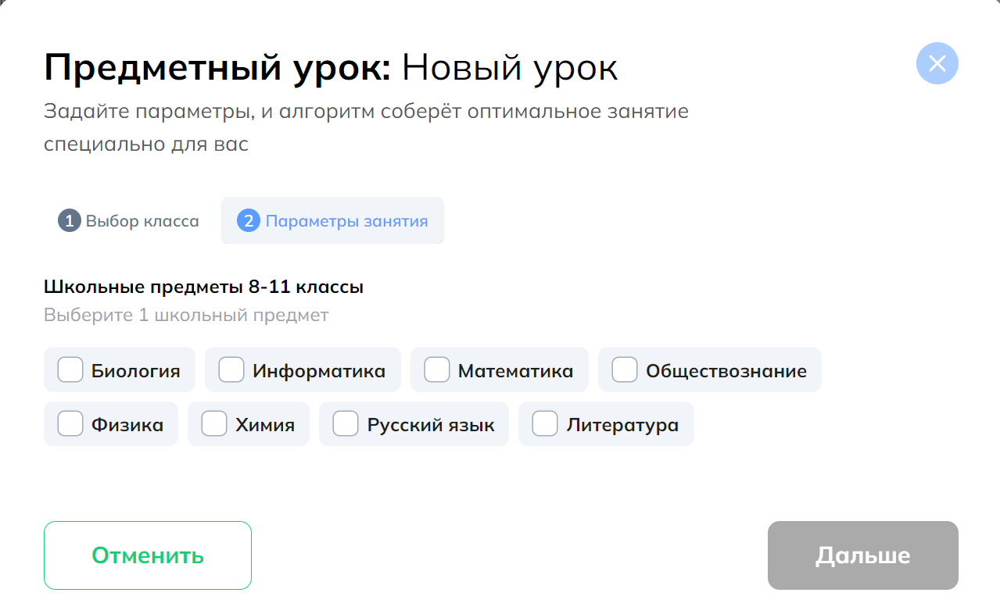 Предметный урок: Новый урок
Задайте параметры, и алгоритм соберёт оптимальное занятие
специально для вас
1 Выбор класса 2 Параметры занятия
Школьные предметы 8-11 классы
Выберите 1 школьный предмет
Биология Информатика Математика Обществознание
Физика Химия Русский язык Литература
Отменить Дальше